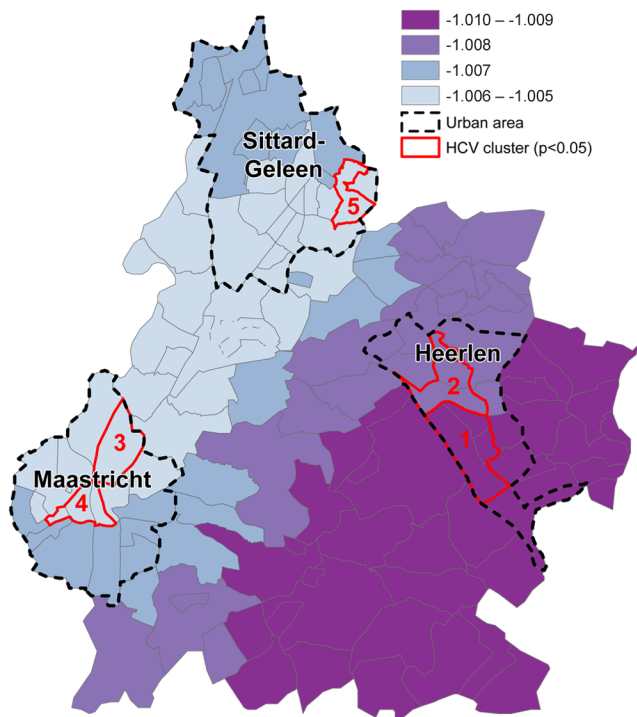 -1.010 – -1.009
-1.008
-1.007
-1.006 – -1.005
Urban area
HCV cluster (p<0.05)
Sittard-
Geleen
5
Heerlen
2
1
3
Maastricht
4